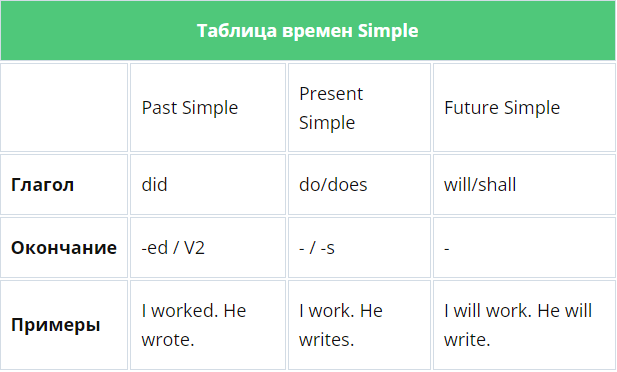 Таблица времен Simple
Past Simple
Present
Simple
Future Simple
Глагол
did
do/does
will/shall
Окончание
-ed / V2
- / -s
-
Примеры
I worked. He
wrote.
I work. He
writes.
I will work. He will
write.